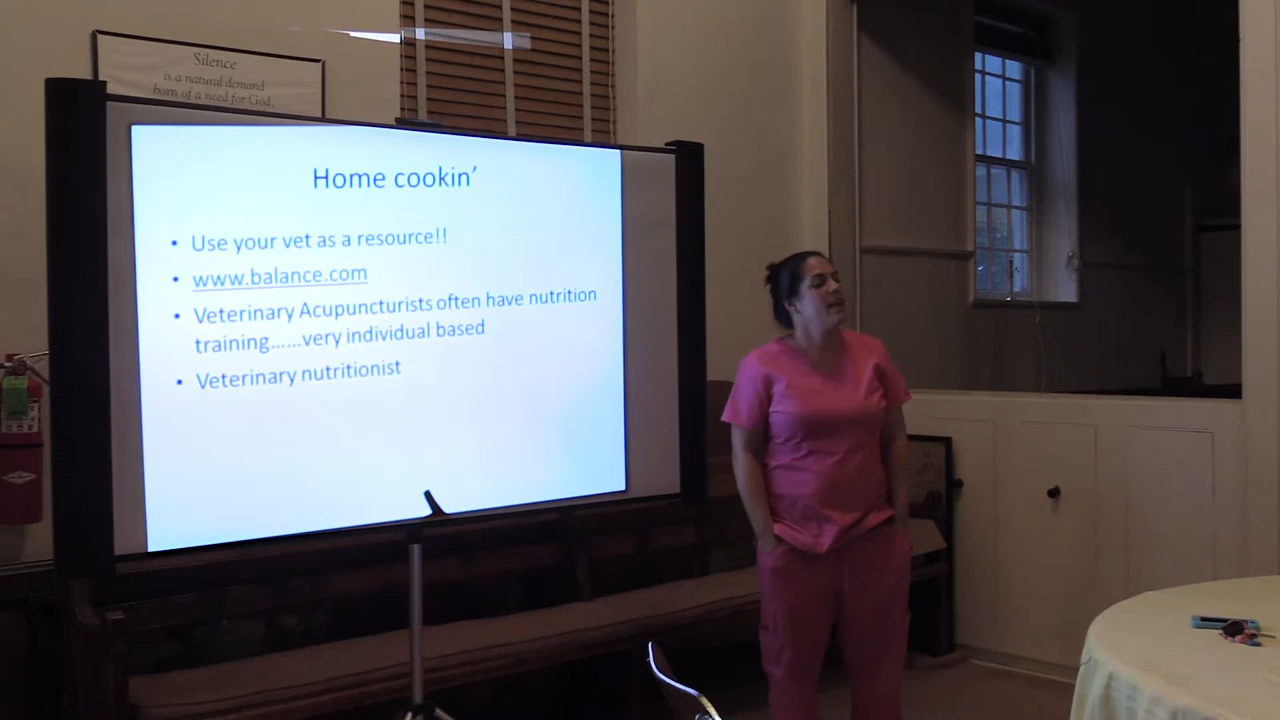 Silence
is a natural demand
born of a need for God,
Home cookin’
• Use your vet as a resource!!
• www.balance.com
• Veterinary Acupuncturists often have nutrition
training……very individual based
• Veterinary nutritionist